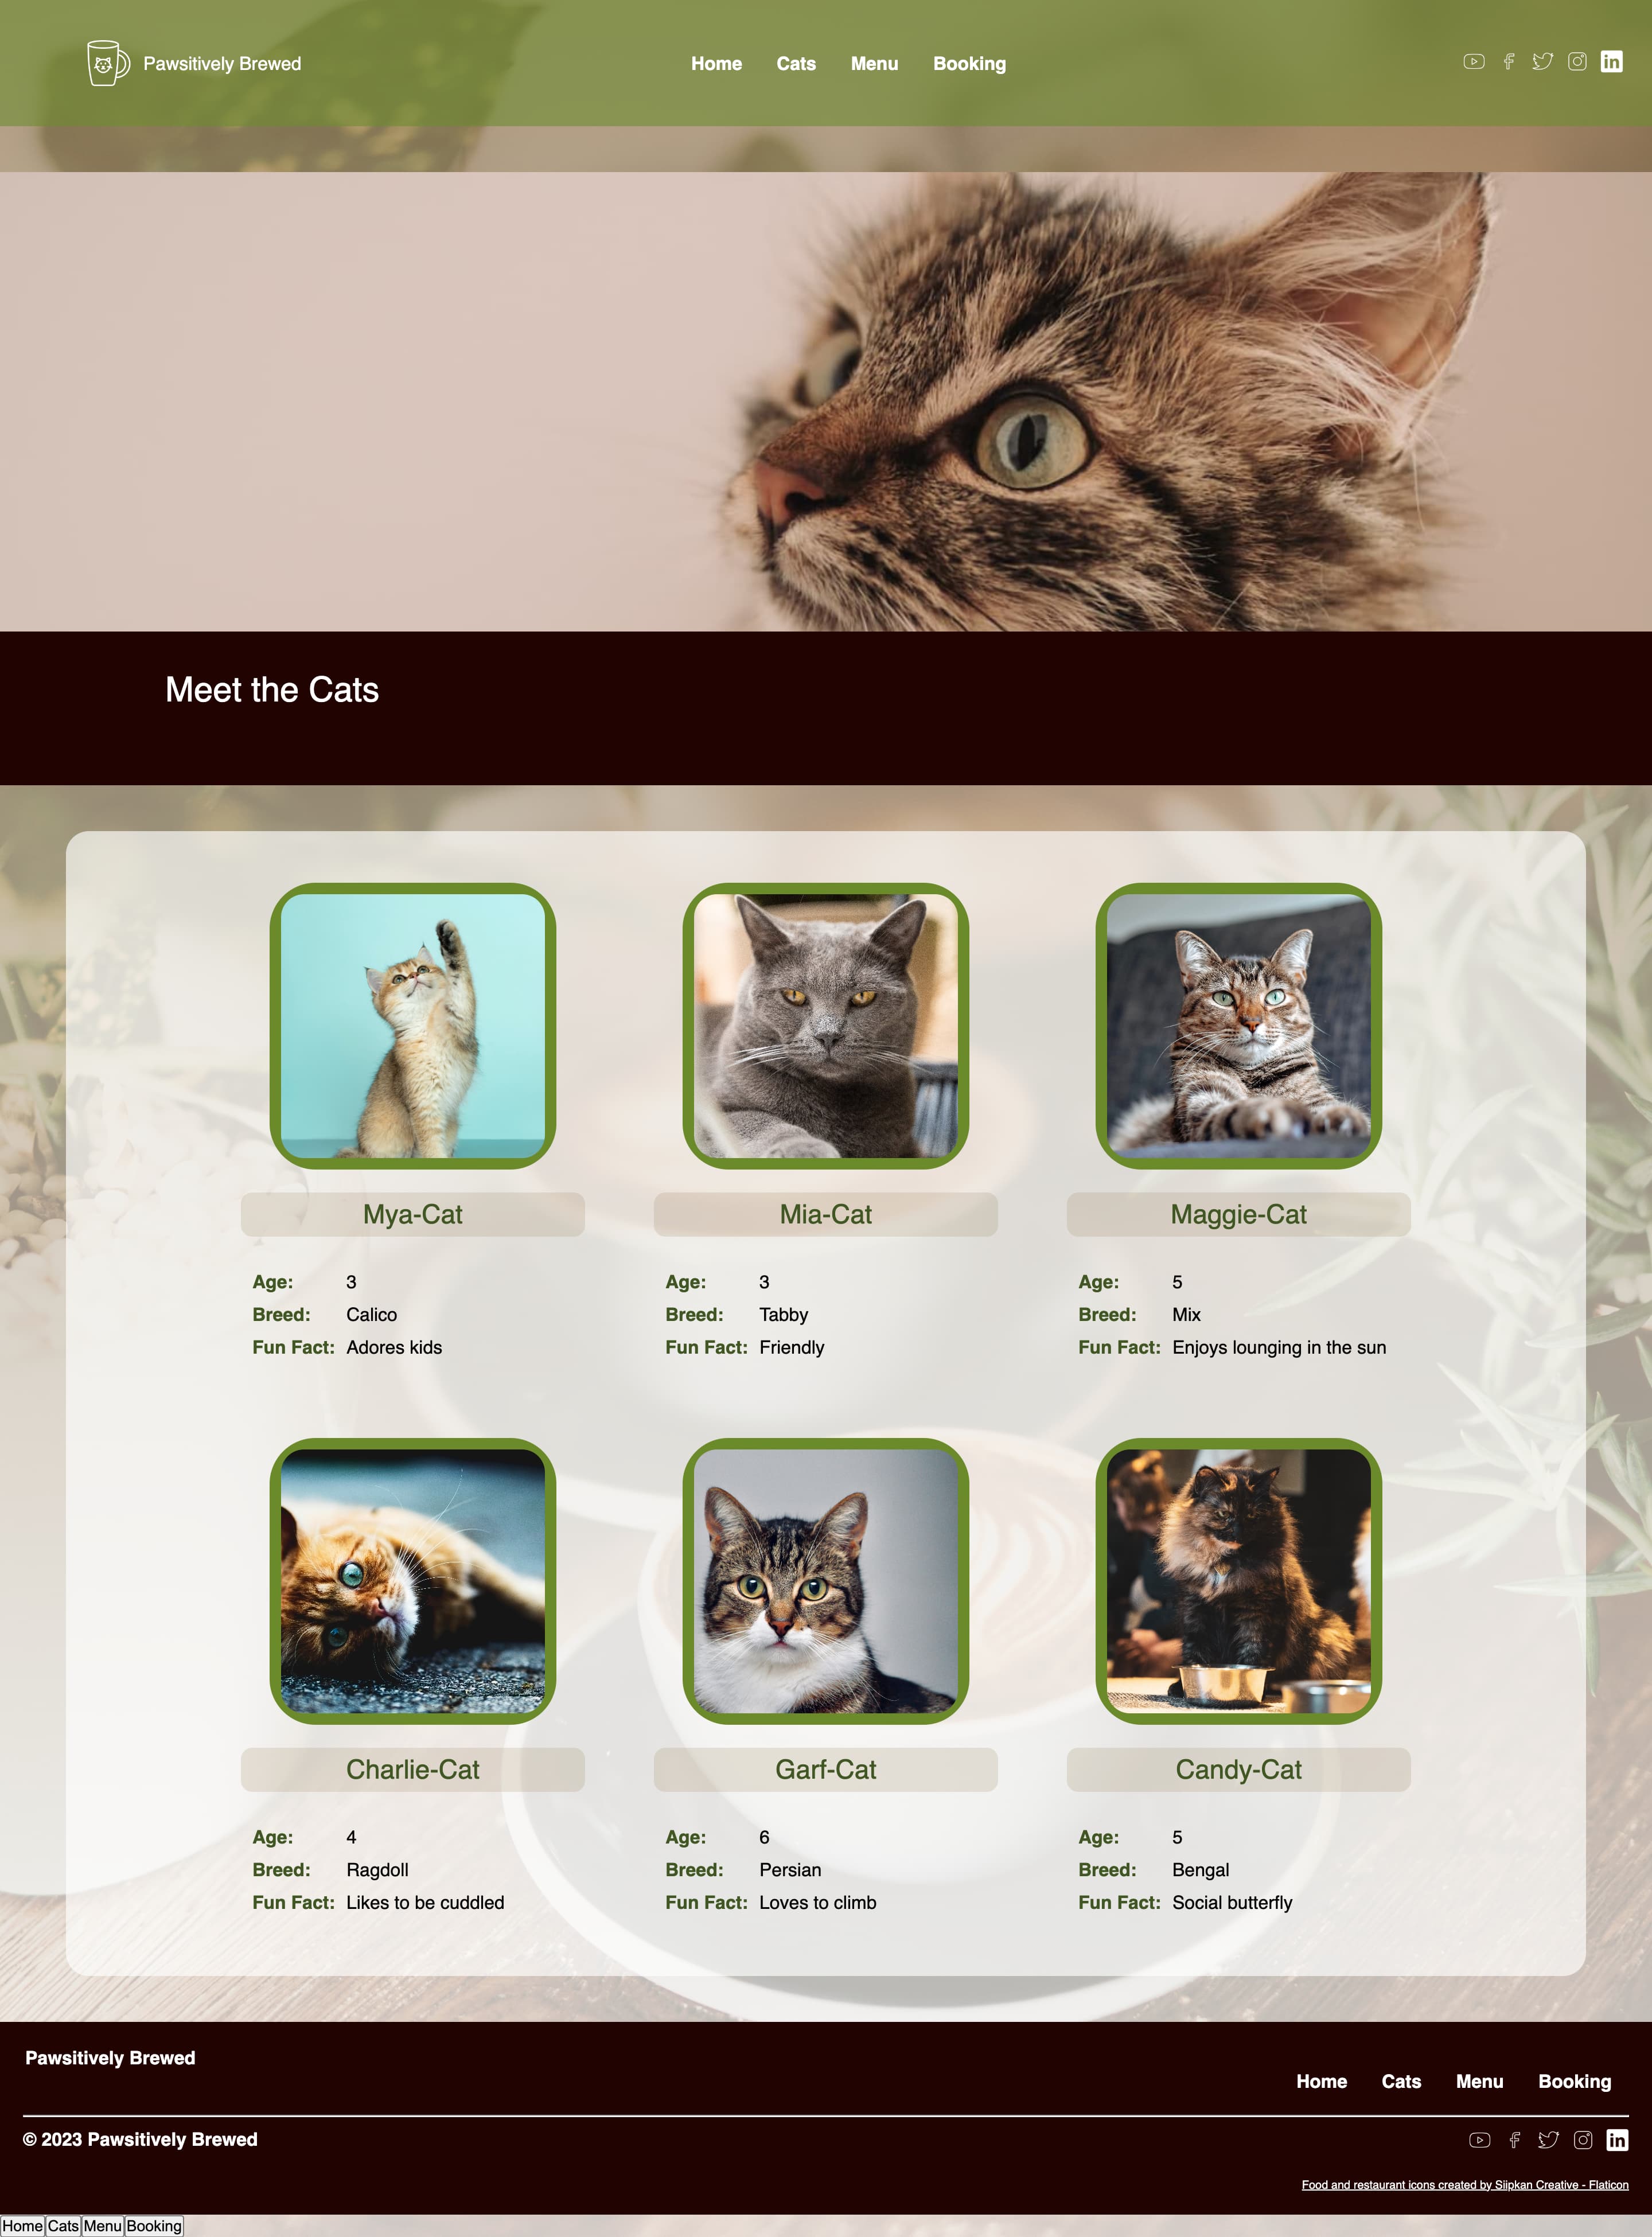 Pawsitively Brewed
Home Cats Menu Booking
in
Meet the Cats
Mya-Cat
Age: 3
Breed: Calico
Fun Fact: Adores kids
Mia-Cat
Age: 3
Breed: Tabby
Fun Fact: Friendly
Maggie-Cat
Age: 5
Breed: Mix
Fun Fact: Enjoys lounging in the sun
Charlie-Cat
Age: 4
Breed: Ragdoll
Fun Fact: Likes to be cuddled
Garf-Cat
Age: 6
Breed: Persian
Fun Fact: Loves to climb
Candy-Cat
Age: 5
Breed: Bengal
Fun Fact: Social butterfly
Pawsitively Brewed
Home Cats Menu Booking
© 2023 Pawsitively Brewed
in
Food and restaurant icons created by Siipkan Creative - Flaticon
Home Cats Menu Booking